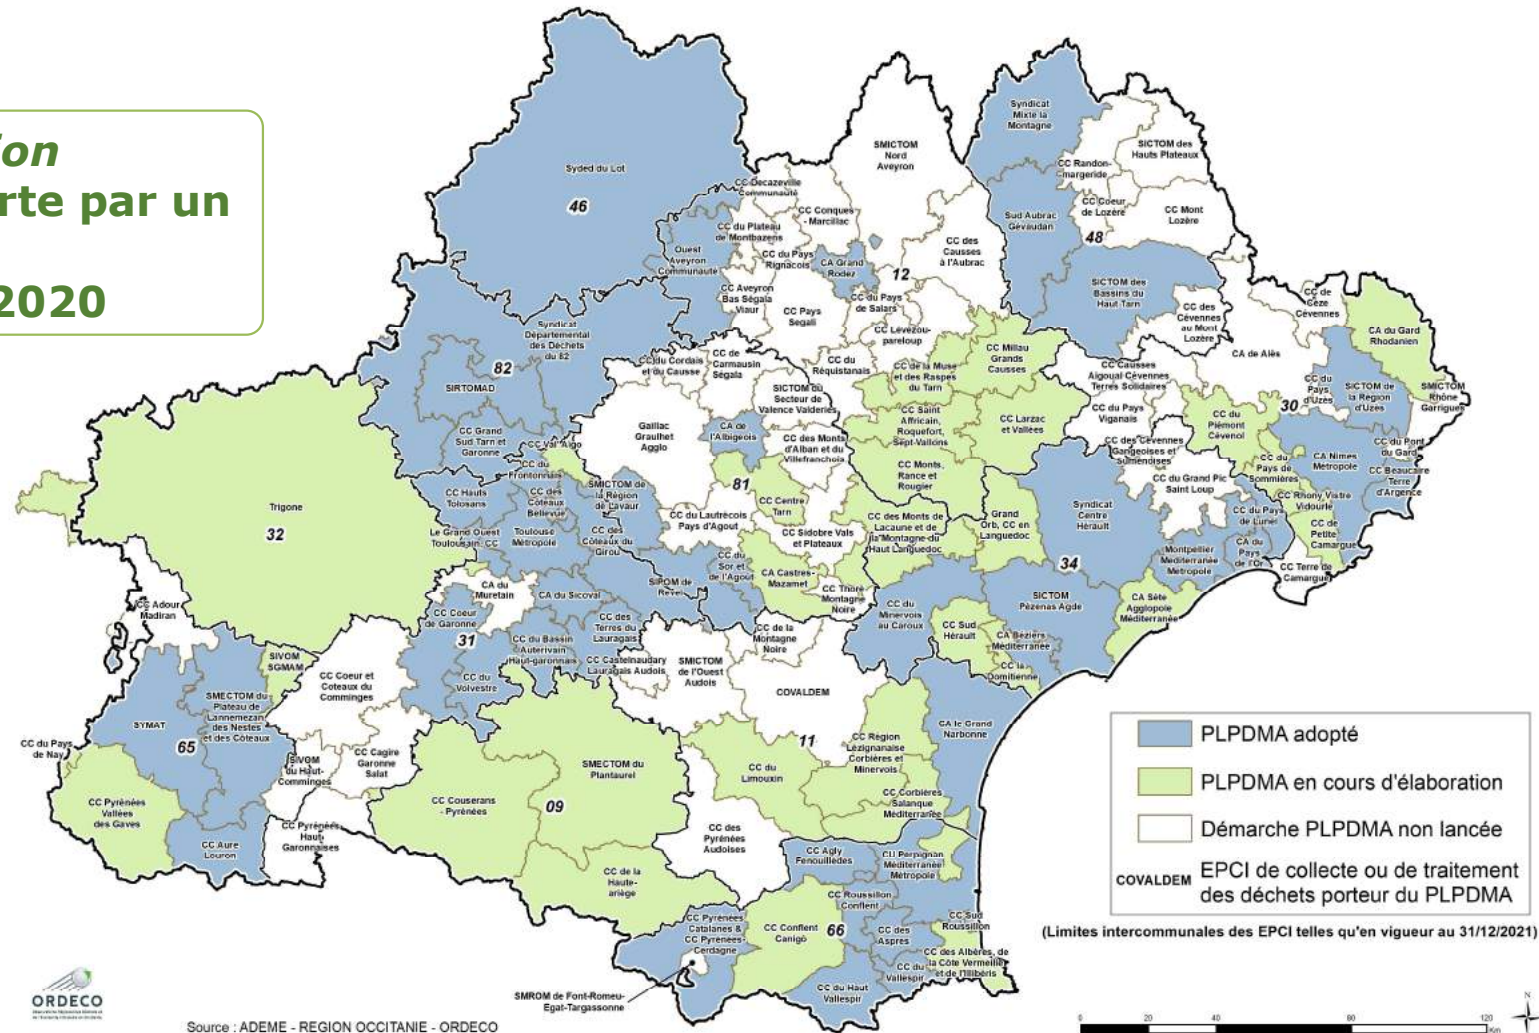 ion
rte par un
2020
Syded du Lot
46
Ouest
Aveyron
Communauté
CC Decazeville
Communauté
CC du Plateau
de Montbazens
CC Conques
- Marcillac
CC du Pays
Rignacois
CA Grand
Rodez
SMICTOM
Nord
Aveyron
12
CC des
Causses
à l'Aubrac
CC Aveyron
Bas Ségala
Viaur
CC Pays
Segali
CC du Pays
de Salars
CC Levezou-
pareloup
CC du
Réquistanais
CC de la Muse
et des Raspes
du Tarn
CC Millau
Grands
Causses
CC Saint
Affricain,
Roquefort,
Sept-Vallons
CC Larzac
et Vallées
CC Monts,
Rance et
Rougier
Syndicat
Mixte la
Montagne
CC Randon-
margeride
SICTOM des
Hauts Plateaux
Sud Aubrac
Gévaudan
CC Coeur
de Lozère
48
CC Mont
Lozère
SICTOM des
Bassins du
Haut Tarn
CC des
Cévennes
au Mont
Lozère
CC de
Cèze
Cévennes
CA du Gard
Rhodanien
CA de Alès
CC Causses
Aigoual Cévennes
Terres Solidaires
CC du Pays
Viganais
CC du
Piémont
Cévenol
30
CC du
Pays
d'Uzès
SICTOM de
la Région
d'Uzès
SMICTOM
Rhône
Garrigues
CC du Pont
du Gard
CA Nîmes
Métropole
CC Beaucaire
Terre
d'Argence
CC du
Pays de
Sommières
CC Rhony Vistre
Vidourle
CC de
Petite
Camargue
CC Terre de
Camargue
CC des Cévennes
Gangeoises et
Suménoises
CC du Grand Pic
Saint Loup
CC du Pays
de Lunel
CA du
Pays
de l'Or
Montpellier
Méditerranée
Métropole
Syndicat
Centre
Hérault
34
SICTOM
Pézenas Agde
CA Sète
Agglopole
Méditerranée
Grand
Orb, CC en
Languedoc
CC des Monts de
Lacaune et de
la Montagne du
Haut Languedoc
CC du
Minervois
au Caroux
CC Sud
Hérault
CA Béziers
Méditerranée
CC la
Domitienne
Syndicat
Départemental
des Déchets
du 82
82
SIRTOMAD
CC Grand
Sud Tarn et
Garonne
CC Val'Aïgo
CC du
Frontonnais
CC du Cordais
et du Causse
CC de
Carmausin
Ségala
SICTOM du
Secteur de
Valence Valderiès
Gaillac
Graulhet
Agglo
CA de
l'Albigeois
CC des Monts
d'Alban et du
Villefranchois
81
CC Centre
Tarn
CC du Lautrécois
Pays d'Agout
CC Sidobre Vals
et Plateaux
CA Castres-
Mazamet
CC Thoré
Montagne
Noire
SMICTOM de
la Région
de Lavaur
CC du
Sor et
de l'Agout
SIPOM de
Revel
CC Hauts
Tolosans
CC des
Coteaux
Bellevue
Le Grand Ouest
Toulousain, CC
Toulouse
Métropole
CC des
Côteaux du
Girou
CA du
Muretain
CA du Sicoval
CC Coeur
de Garonne
31
CC du Bassin
Auterivain
Haut-garonnais
CC des
Terres du
Lauragais
CC du
Volvestre
CC Coeur et
Coteaux du
Comminges
CC Cagire
Garonne
Salat
SIVOM
du Haut-
Comminges
CC Pyrénées
Haut
Garonnaises
Trigone
32
CC Adour
Madiran
SIVOM
SGMAM
SYMAT
65
SMECTOM du
Plateau de
Lannemezan
des Nestes
et des Côteaux
CC du Pays
de Nay
CC Pyrénées
Vallées
des Gaves
CC Aure
Louron
CC Couserans
- Pyrénées
SMECTOM du
Plantaurel
09
CC de la
Haute-
ariège
CC Castelnaudary
Lauragais Audois
SMICTOM
de l'Ouest
Audois
CC de la
Montagne
Noire
COVALDEM
11
CC du
Limouxin
CC Région
Lézignanaise
Corbières et
Minervois
CA le Grand
Narbonne
CC Corbières
Salanque
Méditerranée
CC des
Pyrénées
Audoises
CC Agly
Fenouillèdes
CU Perpignan
Méditerranée
Métropole
CC Roussillon
Conflent
CC Pyrénées
Catalanes &
CC Pyrénées-
Cerdagne
CC Conflent
Canigó
66
CC des
Aspres
CC Sud
Roussillon
CC des Albères, de
la Côte Vermeille
et de l'Illibéris
CC du
Vallespir
CC du Haut
Vallespir
SMROM de Font-Romeu-
Egat-Targassonne
PLPDMA adopté
PLPDMA en cours d'élaboration
Démarche PLPDMA non lancée
COVALDEM EPCI de collecte ou de traitement
des déchets porteur du PLPDMA
(Limites intercommunales des EPCI telles qu'en vigueur au 31/12/2021)
ORDECO
Source : ADEME - REGION OCCITANIE - ORDECO
N
0 20 40 80 120
Km